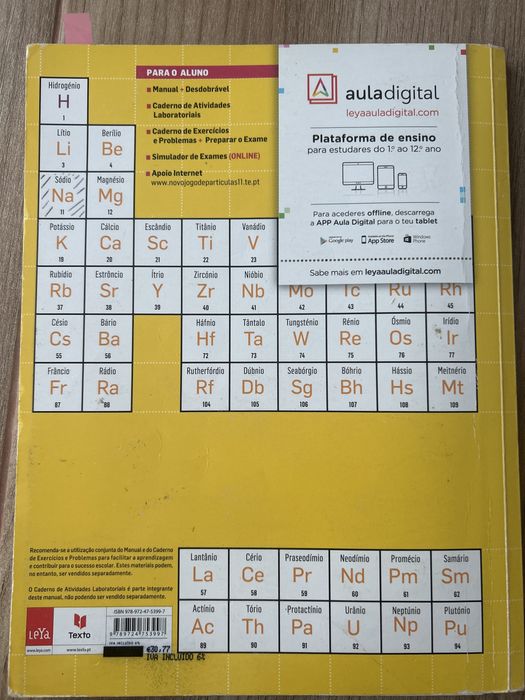 PARA O ALUNO
Manual + Desdobrável
Caderno de Atividades
Laboratoriais
Caderno de Exercícios
e Problemas + Preparar o Exame
Simulador de Exames (ONLINE)
Apoio Internet
www.novojogodeparticulas11.te.pt
auladigital
leyaauladigital.com
Plataforma de ensino
para estudares do 1.º ao 12.º ano
Para acederes offline, descarrega
a APP Aula Digital para o teu tablet
Google play
App Store
Windows Phone
Sabe mais em leyaauladigital.com
Hidrogénio
H
1
Lítio Berílio
Li Be
3 4
Sódio Magnésio
Na Mg
11 12
Potássio Cálcio Escândio Titânio Vanádio
K Ca Sc Ti V
19 20 21 22 23
Rubídio Estrôncio Ítrio Zircónio Nióbio
Rb Sr Y Zr Nb Mo Tc Ru Rh
37 38 39 40 41 42 43 44 45
Césio Bário Háfnio Tântalo Tungsténio Rénio Ósmio Irídio
Cs Ba Hf Ta W Re Os Ir
55 56 72 73 74 75 76 77
Frâncio Rádio Rutherfórdio Dúbnio Seabórgio Bóhrio Hássio Meitnério
Fr Ra Rf Db Sg Bh Hs Mt
87 88 104 105 106 107 108 109
Recomenda-se a utilização conjunta do Manual e do Caderno
de Exercícios e Problemas para facilitar a aprendizagem
e contribuir para o sucesso escolar. Estes materiais podem,
no entanto, ser vendidos separadamente.
O Caderno de Atividades Laboratoriais é parte integrante
deste manual, não podendo ser vendido separadamente.
Lantânio Cério Praseodímio Neodímio Promécio Samário
La Ce Pr Nd Pm Sm
57 58 59 60 61 62
Actínio Tório Protactínio Urânio Neptúnio Plutónio
Ac Th Pa U Np Pu
89 90 91 92 93 94
LEYA
Texto
www.leya.com www.texto.pt
ISBN 978-972-47-5399-7
9 789724 753997
IVA INCLUIDO 6%
€30.77
IVA INCLUIDO 6%